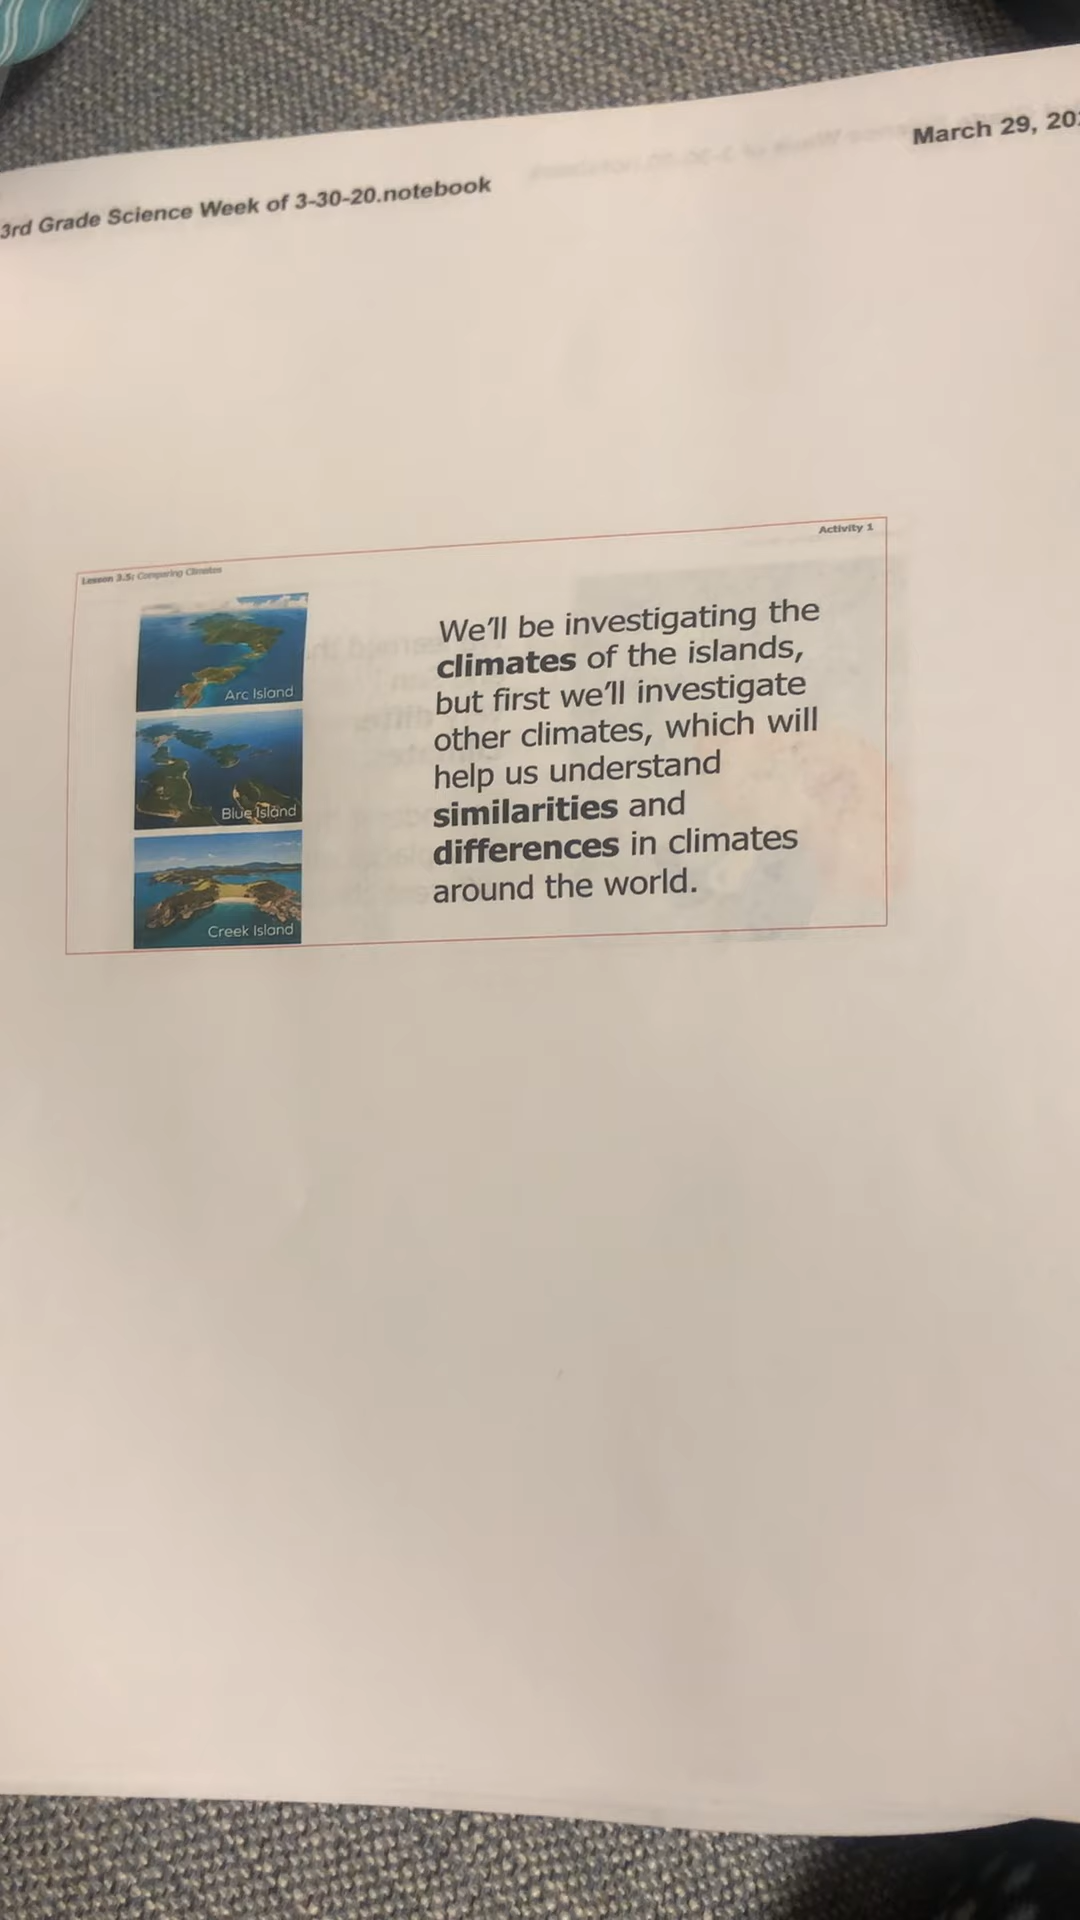 3rd Grade Science Week of 3-30-20.notebook
March 29, 20
Lesson 3.5: Comparing Climates
Activity 1
Arc Island
Blue Island
Creek Island
We'll be investigating the
climates of the islands,
but first we'll investigate
other climates, which will
help us understand
similarities and
differences in climates
around the world.